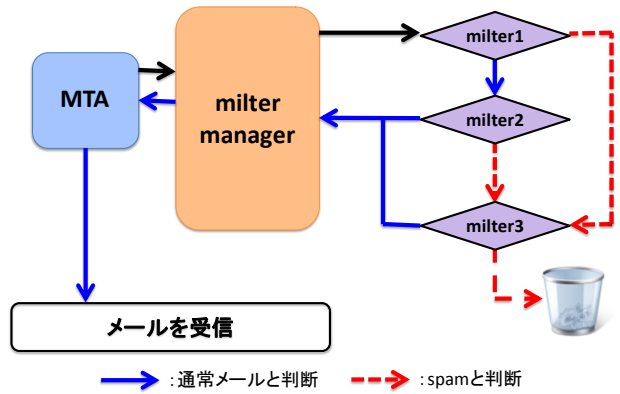 milter1
MTA
milter
manager
milter2
milter3
メールを受信
:通常メールと判断
:spamと判断